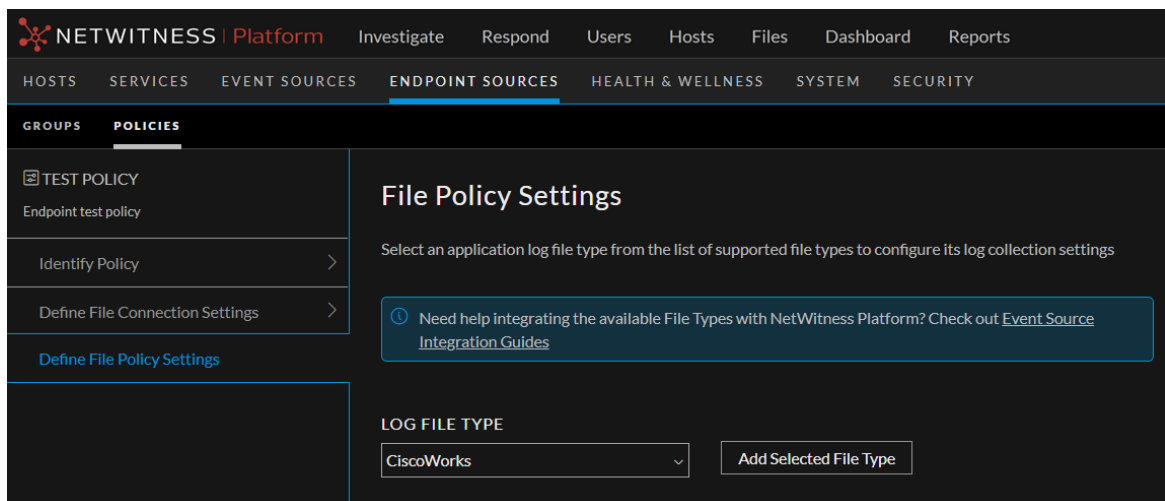 NETWITNESS | Platform Investigate Respond Users Hosts Files Dashboard Reports
HOSTS SERVICES EVENT SOURCES ENDPOINT SOURCES HEALTH & WELLNESS SYSTEM SECURITY
GROUPS POLICIES
TEST POLICY
Endpoint test policy
Identify Policy
Define File Connection Settings
Define File Policy Settings
File Policy Settings
Select an application log file type from the list of supported file types to configure its log collection settings
Need help integrating the available File Types with NetWitness Platform? Check out Event Source
Integration Guides
LOG FILE TYPE
CiscoWorks Add Selected File Type